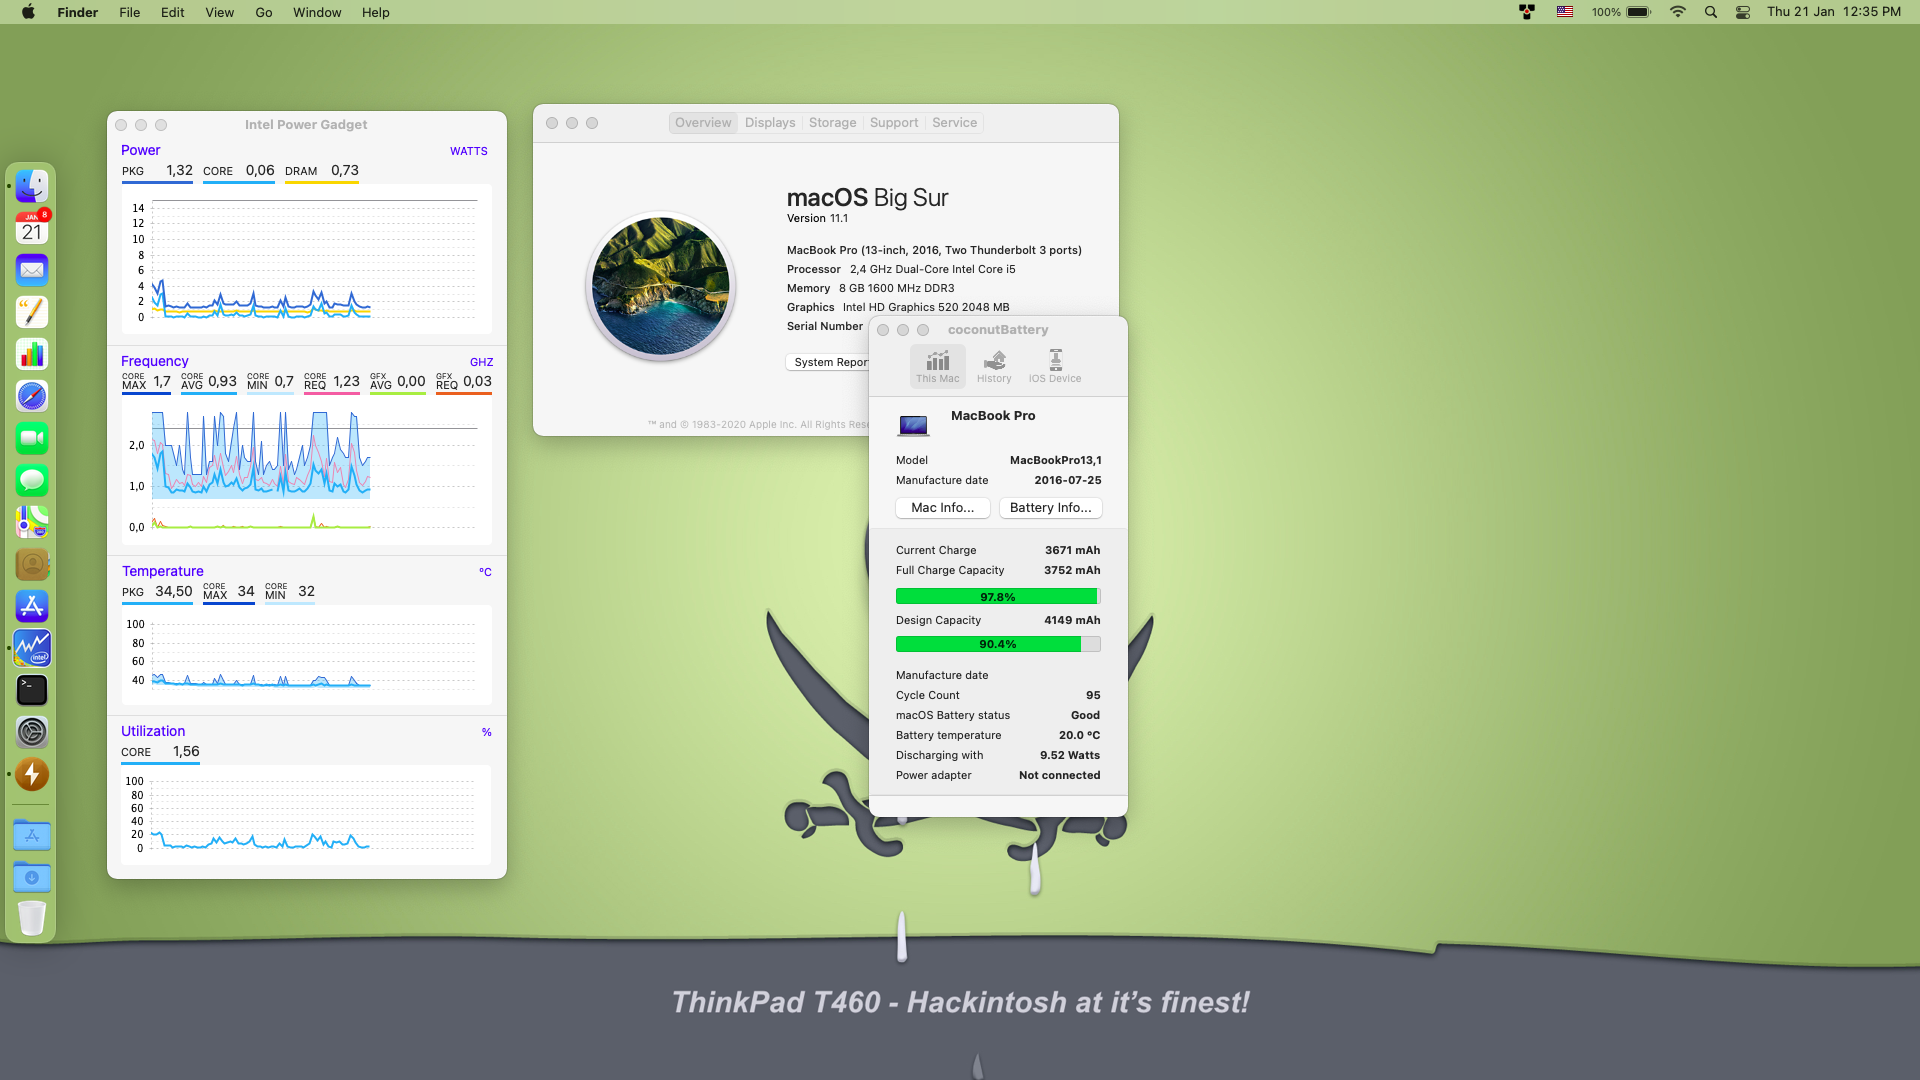 Finder File Edit View Go Window Help
100% Thu 21 Jan 12:35 PM
JAN 8
21
Intel Power Gadget
Power WATTS
PKG 1,32 CORE 0,06 DRAM 0,73
14
12
10
8
6
4
2
0
Frequency GHZ
CORE MAX 1,7 CORE AVG 0,93 CORE MIN 0,7 CORE REQ 1,23 GFX AVG 0,00 GFX REQ 0,03
2,0
1,0
0,0
Temperature °C
PKG 34,50 CORE MAX 34 CORE MIN 32
100
80
60
40
Utilization %
CORE 1,56
100
80
60
40
20
0
Overview Displays Storage Support Service
macOS Big Sur
Version 11.1
MacBook Pro (13-inch, 2016, Two Thunderbolt 3 ports)
Processor 2,4 GHz Dual-Core Intel Core i5
Memory 8 GB 1600 MHz DDR3
Graphics Intel HD Graphics 520 2048 MB
Serial Number
System Report
™ and © 1983-2020 Apple Inc. All Rights Rese
coconutBattery
This Mac History iOS Device
MacBook Pro
Model MacBookPro13,1
Manufacture date 2016-07-25
Mac Info... Battery Info...
Current Charge 3671 mAh
Full Charge Capacity 3752 mAh
97.8%
Design Capacity 4149 mAh
90.4%
Manufacture date
Cycle Count 95
macOS Battery status Good
Battery temperature 20.0 °C
Discharging with 9.52 Watts
Power adapter Not connected
ThinkPad T460 - Hackintosh at it's finest!